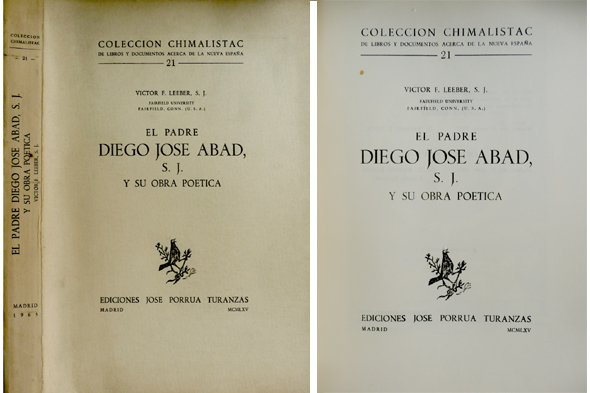 COLECCION
CHIMALISTAC
21
EL PADRE DIEGO JOSE ABAD, S. J.
Y SU OBRA POETICA
VICTOR F. LEEBER, S. J.
MADRID
1965
COLECCION CHIMALISTAC
DE LIBROS Y DOCUMENTOS ACERCA DE LA NUEVA ESPAÑA
21
VICTOR F. LEEBER, S. J.
FAIRFIELD UNIVERSITY
FAIRFIELD, CONN. (U. S. A.)
EL PADRE
DIEGO JOSE ABAD,
S. J.
Y SU OBRA POETICA
EDICIONES JOSE PORRUA TURANZAS
MADRID MCMLXV
COLECCION CHIMALISTAC
DE LIBROS Y DOCUMENTOS ACERCA DE LA NUEVA ESPAÑA
21
VICTOR F. LEEBER, S. J.
FAIRFIELD UNIVERSITY
FAIRFIELD, CONN. (U. S. A.)
EL PADRE
DIEGO JOSE ABAD,
S. J.
Y SU OBRA POETICA
EDICIONES JOSE PORRUA TURANZAS
MADRID MCMLXV